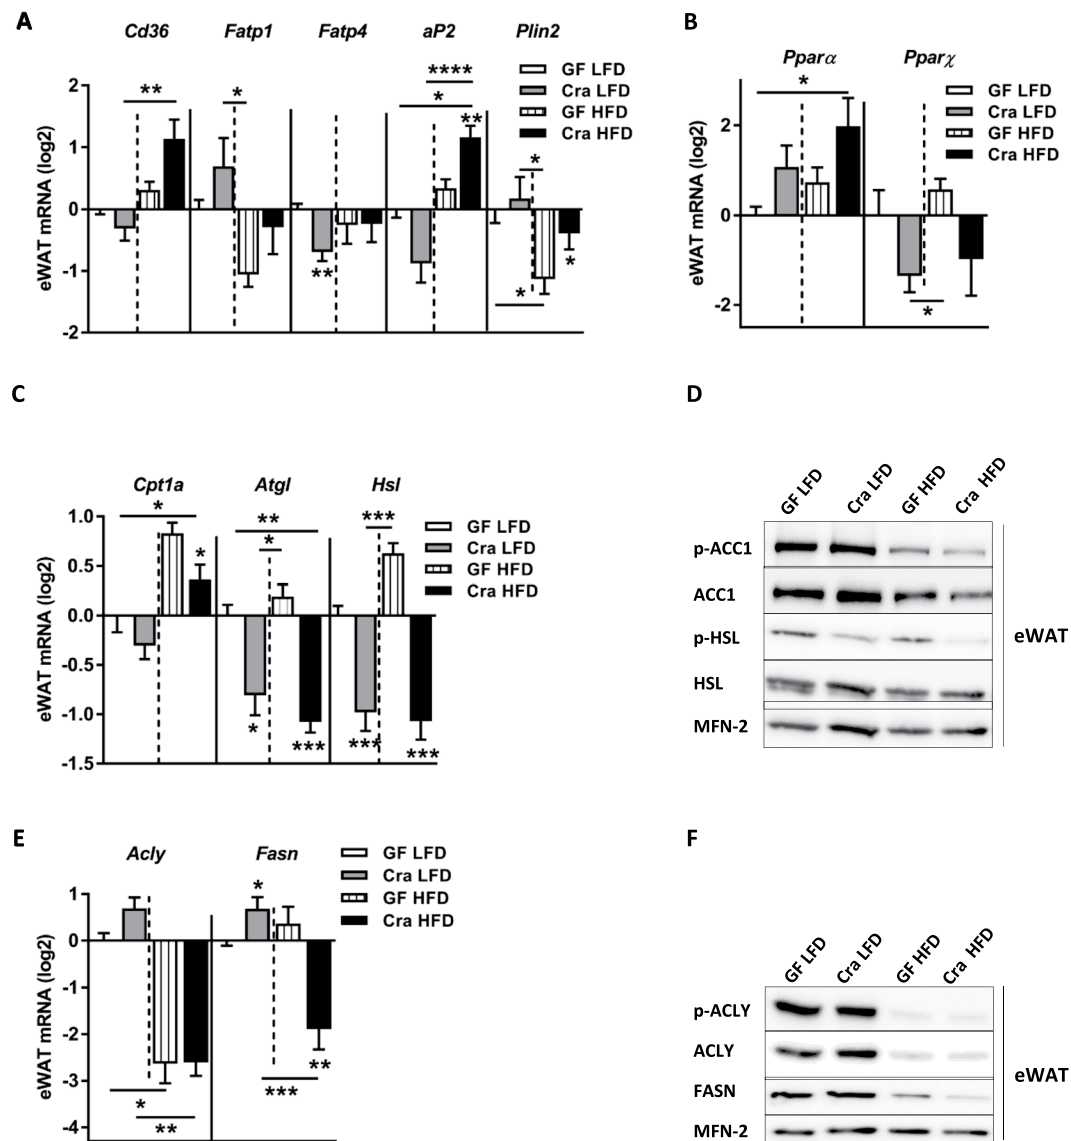 A
Cd36 Fatp1 Fatp4 aP2 Plin2
GF LFD
Cra LFD
GF HFD
Cra HFD
eWAT mRNA (log2)
2
1
0
-1
-2
** * ** **** * ** * * *
B
Pparα Pparχ
GF LFD
Cra LFD
GF HFD
Cra HFD
eWAT mRNA (log2)
2
0
-2
* *
C
Cpt1a Atgl Hsl
GF LFD
Cra LFD
GF HFD
Cra HFD
eWAT mRNA (log2)
1.0
0.5
0.0
-0.5
-1.0
-1.5
* * ** * * *** *** *** ***
D
GF LFD Cra LFD GF HFD Cra HFD
p-ACC1
ACC1
p-HSL
HSL
MFN-2
eWAT
E
Acly Fasn
GF LFD
Cra LFD
GF HFD
Cra HFD
eWAT mRNA (log2)
1
0
-1
-2
-3
-4
* ** * *** **
F
GF LFD Cra LFD GF HFD Cra HFD
p-ACLY
ACLY
FASN
MFN-2
eWAT